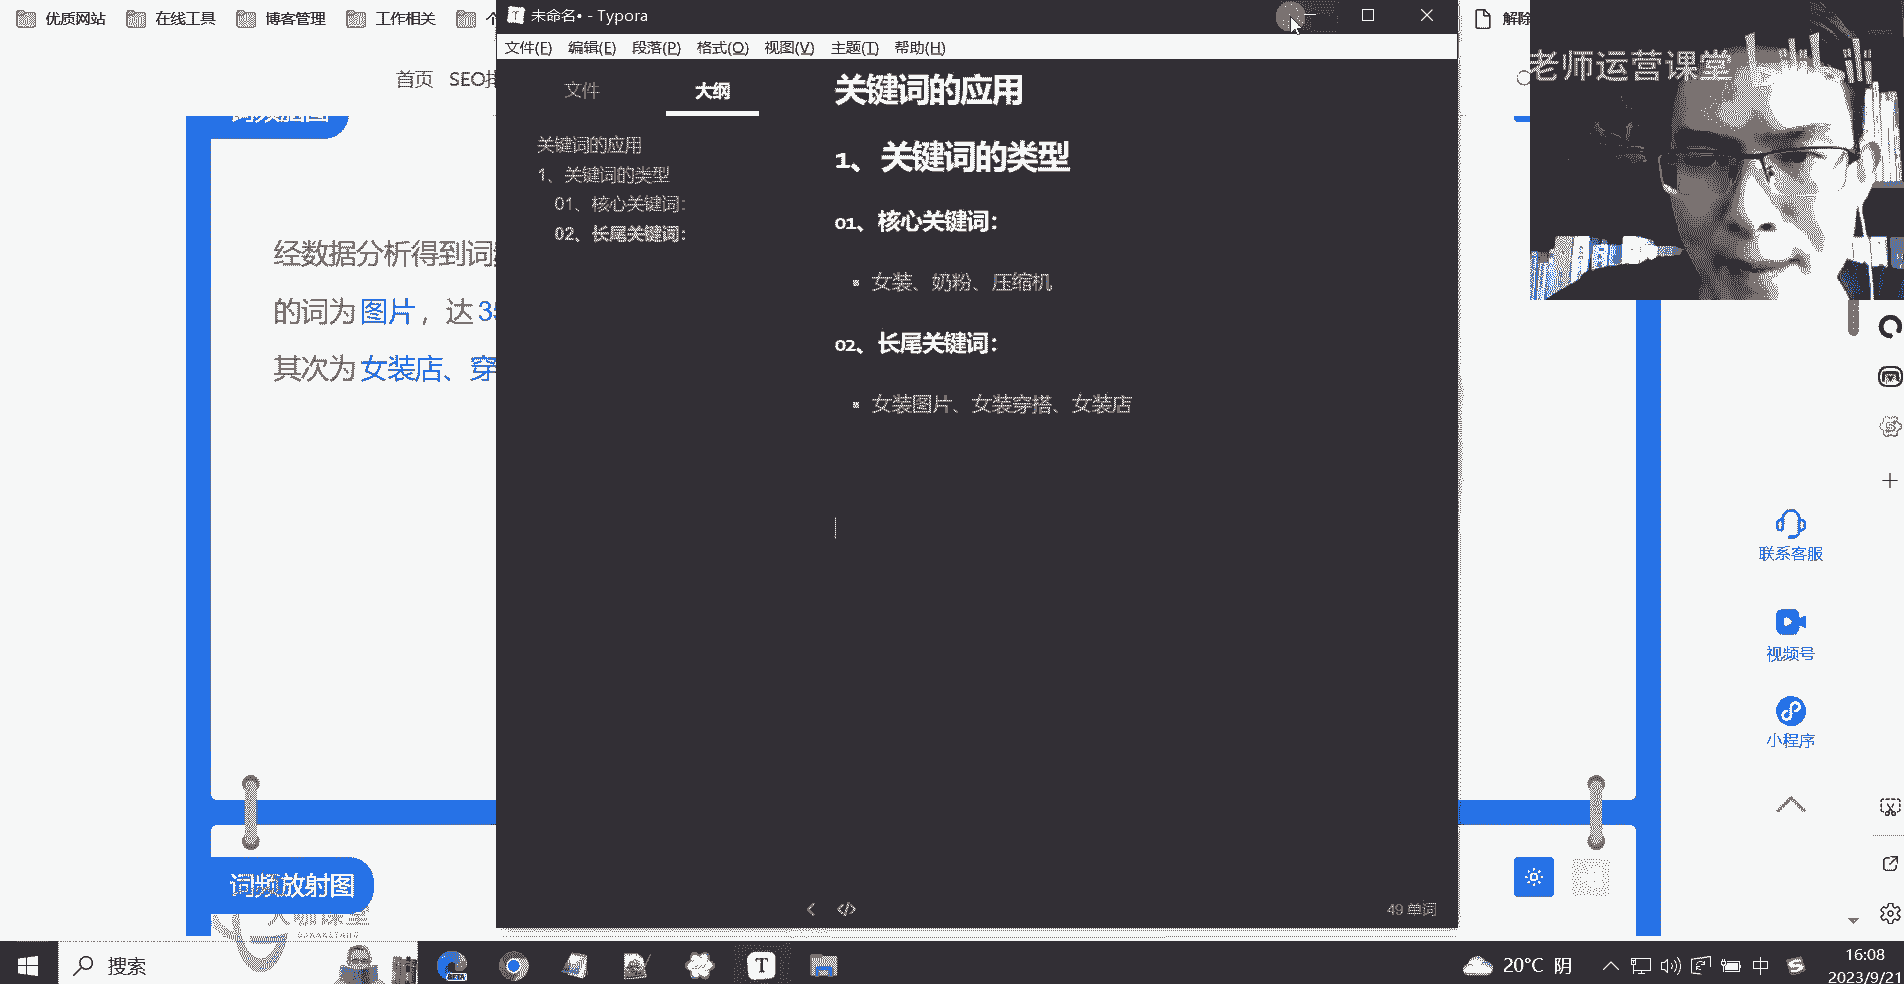 优质网站
在线工具
博客管理
工作相关
未命名• - Typora
解除
文件(F) 编辑(E) 段落(P) 格式(O) 视图(V) 主题(T) 帮助(H)
首页 SEO
老师运营课堂
文件
大纲
关键词的应用
1、关键词的类型
01、核心关键词：
02、长尾关键词：
关键词的应用
1、关键词的类型
01、核心关键词：
女装、奶粉、压缩机
02、长尾关键词：
女装图片、女装穿搭、女装店
词频脑图
经数据分析得到词
的词为图片，达35
其次为女装店、穿
联系客服
视频号
小程序
词频放射图
49 单词
搜索
BETA
20°C 阴
中
16:08
2023/9/21